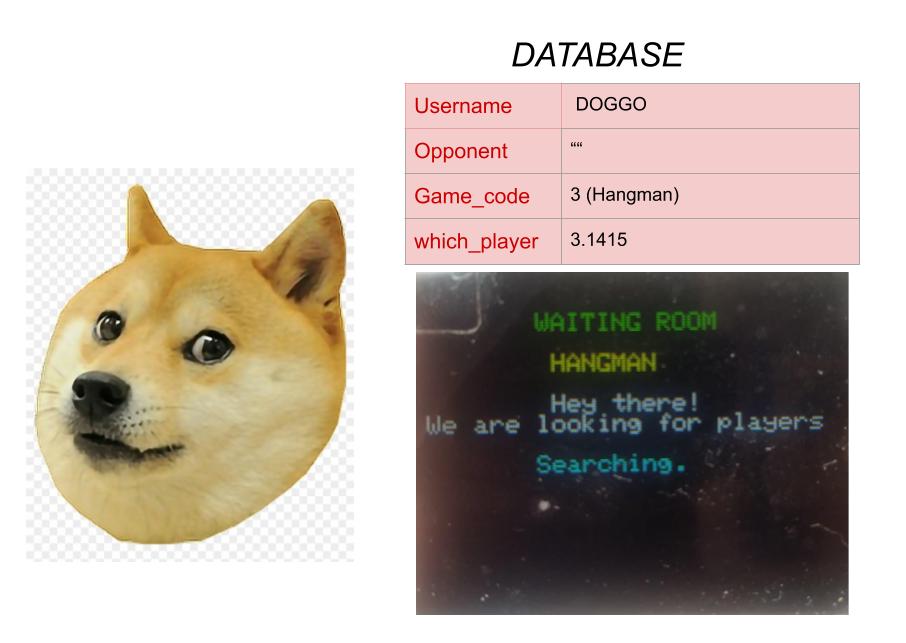 DATABASE
Username DOGGO
Opponent ““
Game_code 3 (Hangman)
which_player 3.1415
WAITING ROOM
HANGMAN
Hey there!
We are looking for players
Searching.